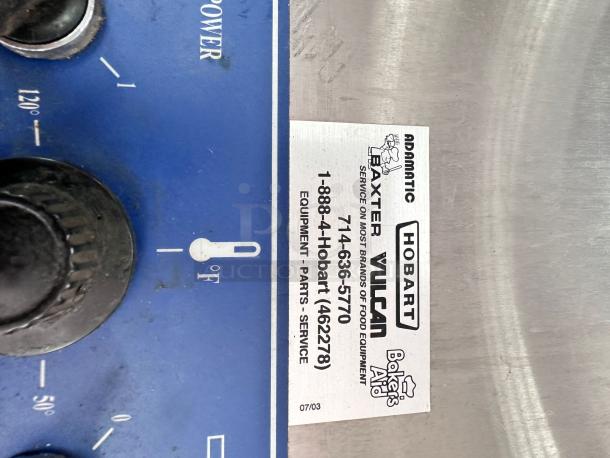 POWER
1
120°
°F
50°
0
ADAMATIC
HOBART
BAXTER VULCAN
Baker's Aid
SERVICE ON MOST BRANDS OF FOOD EQUIPMENT
714-636-5770
1-888-4-Hobart (462278)
EQUIPMENT - PARTS - SERVICE
07/03